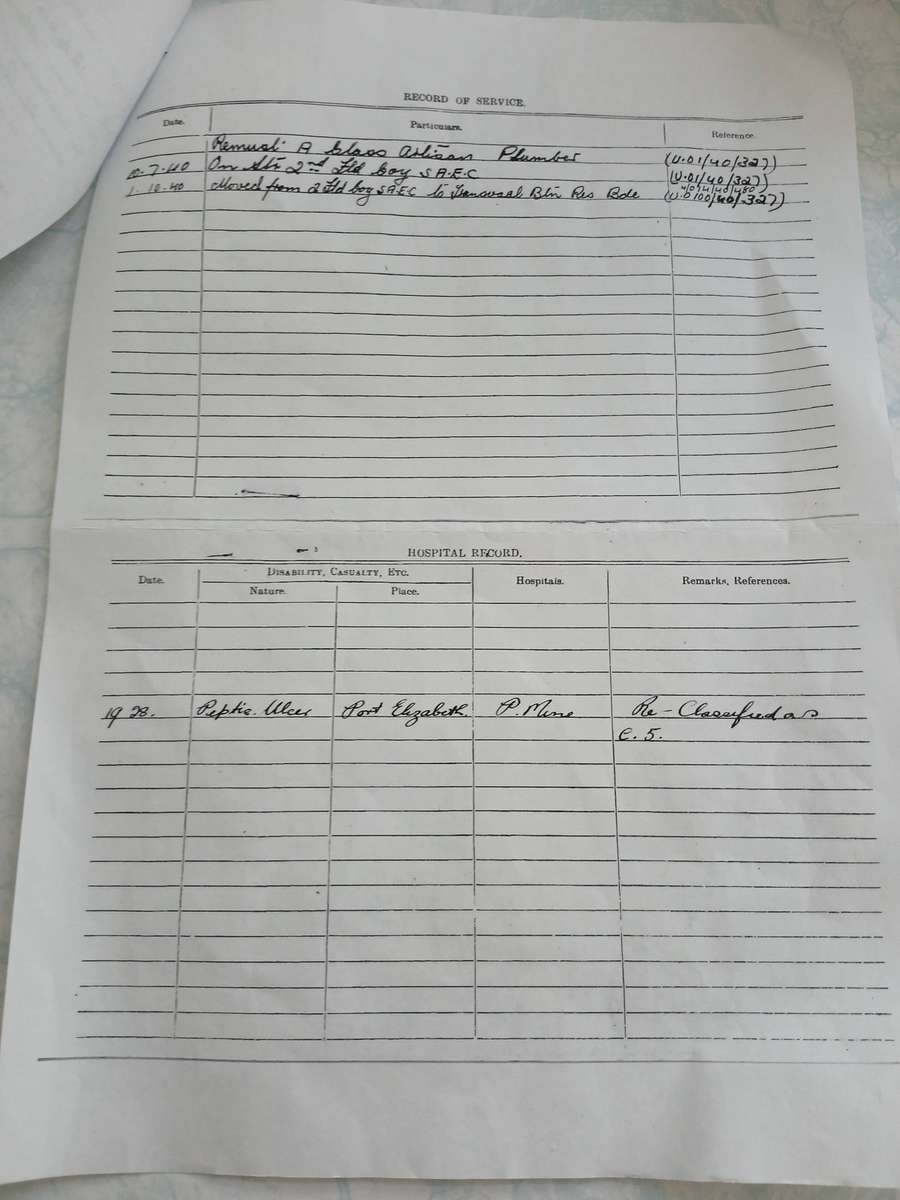 RECORD OF SERVICE.
Date. Particulars. Reference.
Remust: A Class Artisan Plumber (U.01/40/327)
10.7.40 On Str 2nd Fld Coy S.A.E.C (U.01/40/327)
1.10.40 Moved from 2 Fld Coy S.A.E.C to Transvaal Btn Res Bde (U.0100/40/327)
HOSPITAL RECORD.
Date. Disability, Casualty, Etc. Hospitals. Remarks, References.
Nature. Place.
1928. Peptic Ulcer Port Elizabeth. P. Mine Re-Classified as
C.5.